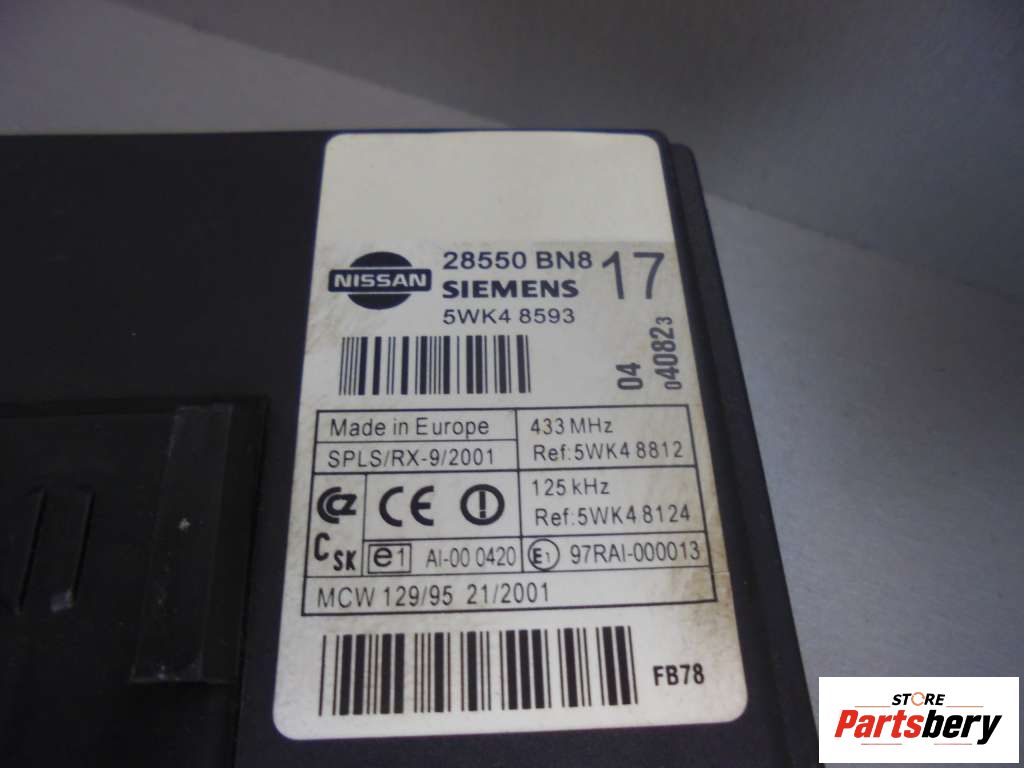 NISSAN
28550 BN8
17
SIEMENS
5WK4 8593
04
040823
Made in Europe
433 MHz
SPLS/RX-9/2001
Ref:5WK4 8812
CZ
CE
125 kHz
Ref:5WK4 8124
CSK
e1
AI-00 0420
E1
97RAI-000013
MCW 129/95 21/2001
FB78
STORE
Partsbery